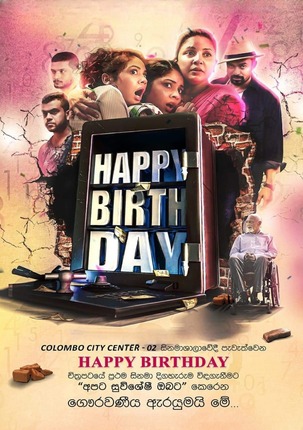 HAPPY
BIRTH
DAY
COLOMBO CITY CENTER - 02 සිනමාශාලාවේදී පැවැත්වෙන
HAPPY BIRTHDAY
චිත්‍රපටයේ ප්‍රථම සිනමා දිගහැරුම විඳගැනීමට
"අපට සුවිශේෂී ඔබට" කෙරෙන
ගෞරවණීය ඇරයුමයි මේ...